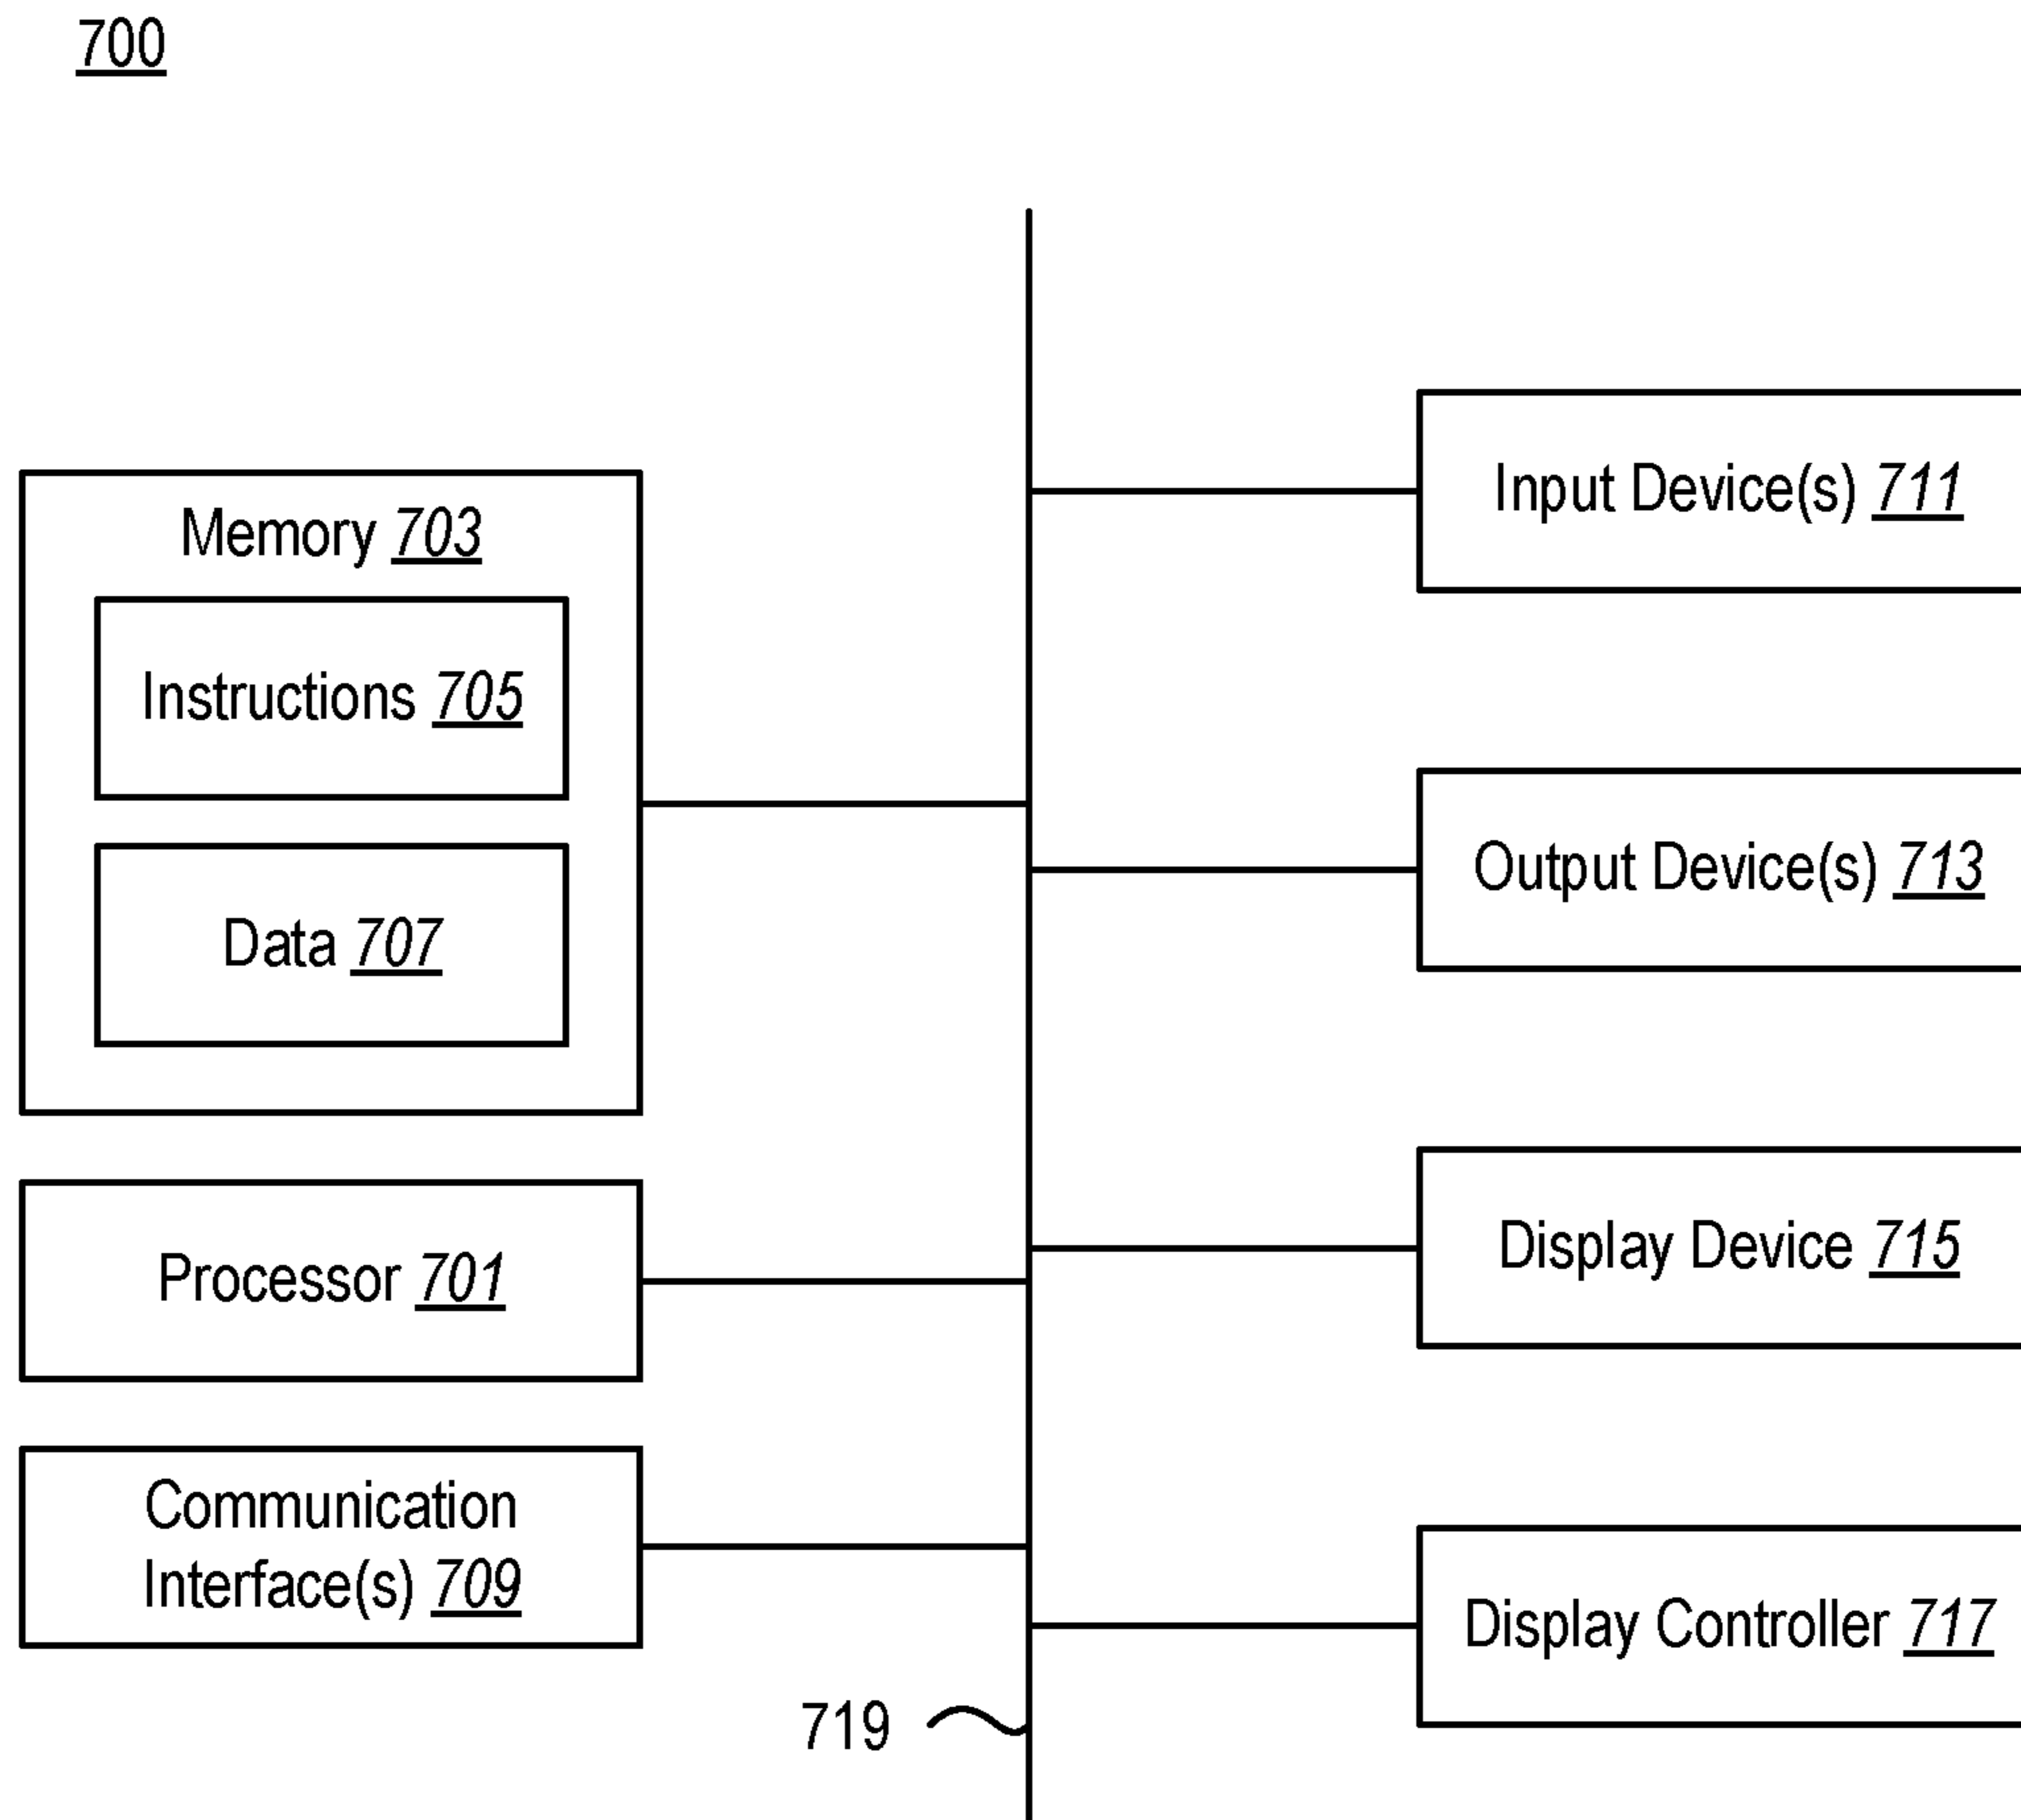 700
Memory 703
Instructions 705
Data 707
Processor 701
Communication
Interface(s) 709
719
Input Device(s) 711
Output Device(s) 713
Display Device 715
Display Controller 717